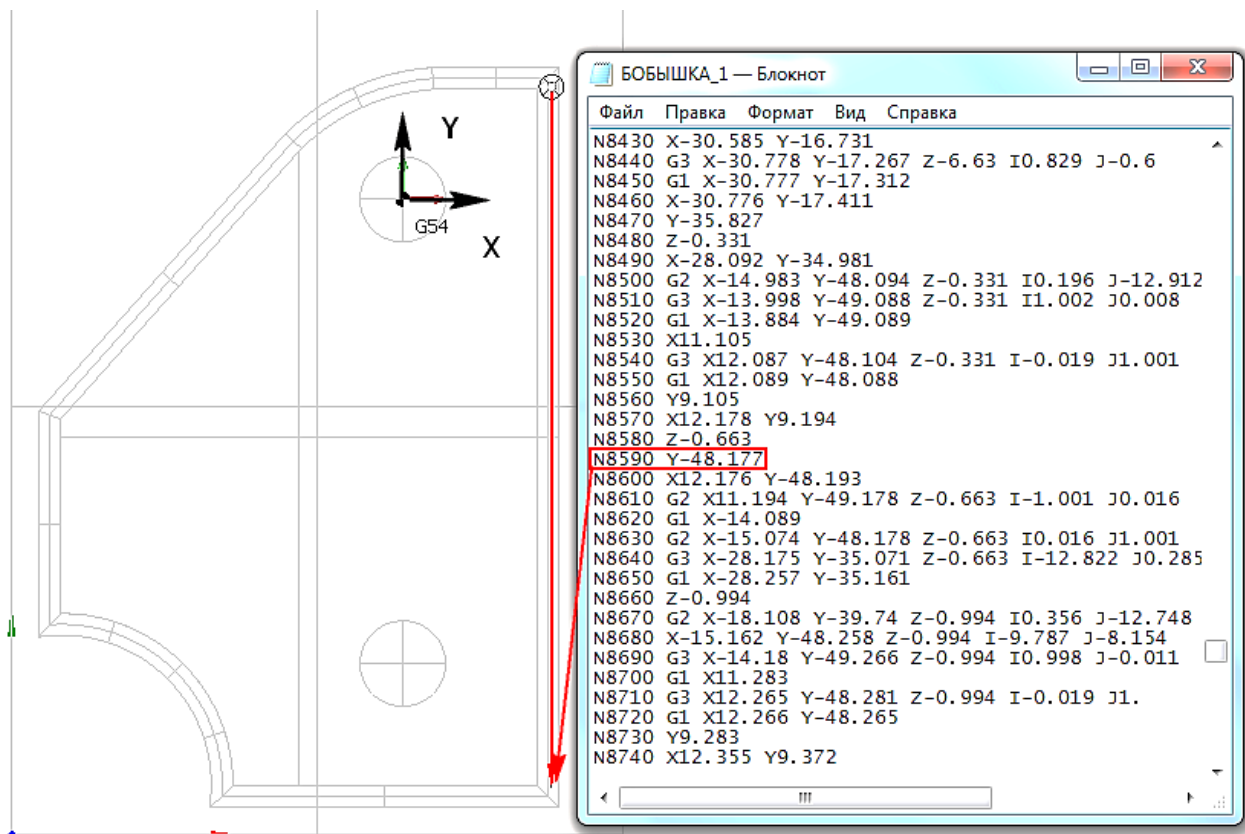 Y
G54
X
БОБЫШКА_1 — Блокнот
Файл Правка Формат Вид Справка
N8430 X-30.585 Y-16.731
N8440 G3 X-30.778 Y-17.267 Z-6.63 I0.829 J-0.6
N8450 G1 X-30.777 Y-17.312
N8460 X-30.776 Y-17.411
N8470 Y-35.827
N8480 Z-0.331
N8490 X-28.092 Y-34.981
N8500 G2 X-14.983 Y-48.094 Z-0.331 I0.196 J-12.912
N8510 G3 X-13.998 Y-49.088 Z-0.331 I1.002 J0.008
N8520 G1 X-13.884 Y-49.089
N8530 X11.105
N8540 G3 X12.087 Y-48.104 Z-0.331 I-0.019 J1.001
N8550 G1 X12.089 Y-48.088
N8560 Y9.105
N8570 X12.178 Y9.194
N8580 Z-0.663
N8590 Y-48.177
N8600 X12.176 Y-48.193
N8610 G2 X11.194 Y-49.178 Z-0.663 I-1.001 J0.016
N8620 G1 X-14.089
N8630 G2 X-15.074 Y-48.178 Z-0.663 I0.016 J1.001
N8640 G3 X-28.175 Y-35.071 Z-0.663 I-12.822 J0.285
N8650 G1 X-28.257 Y-35.161
N8660 Z-0.994
N8670 G2 X-18.108 Y-39.74 Z-0.994 I0.356 J-12.748
N8680 X-15.162 Y-48.258 Z-0.994 I-9.787 J-8.154
N8690 G3 X-14.18 Y-49.266 Z-0.994 I0.998 J-0.011
N8700 G1 X11.283
N8710 G3 X12.265 Y-48.281 Z-0.994 I-0.019 J1.
N8720 G1 X12.266 Y-48.265
N8730 Y9.283
N8740 X12.355 Y9.372